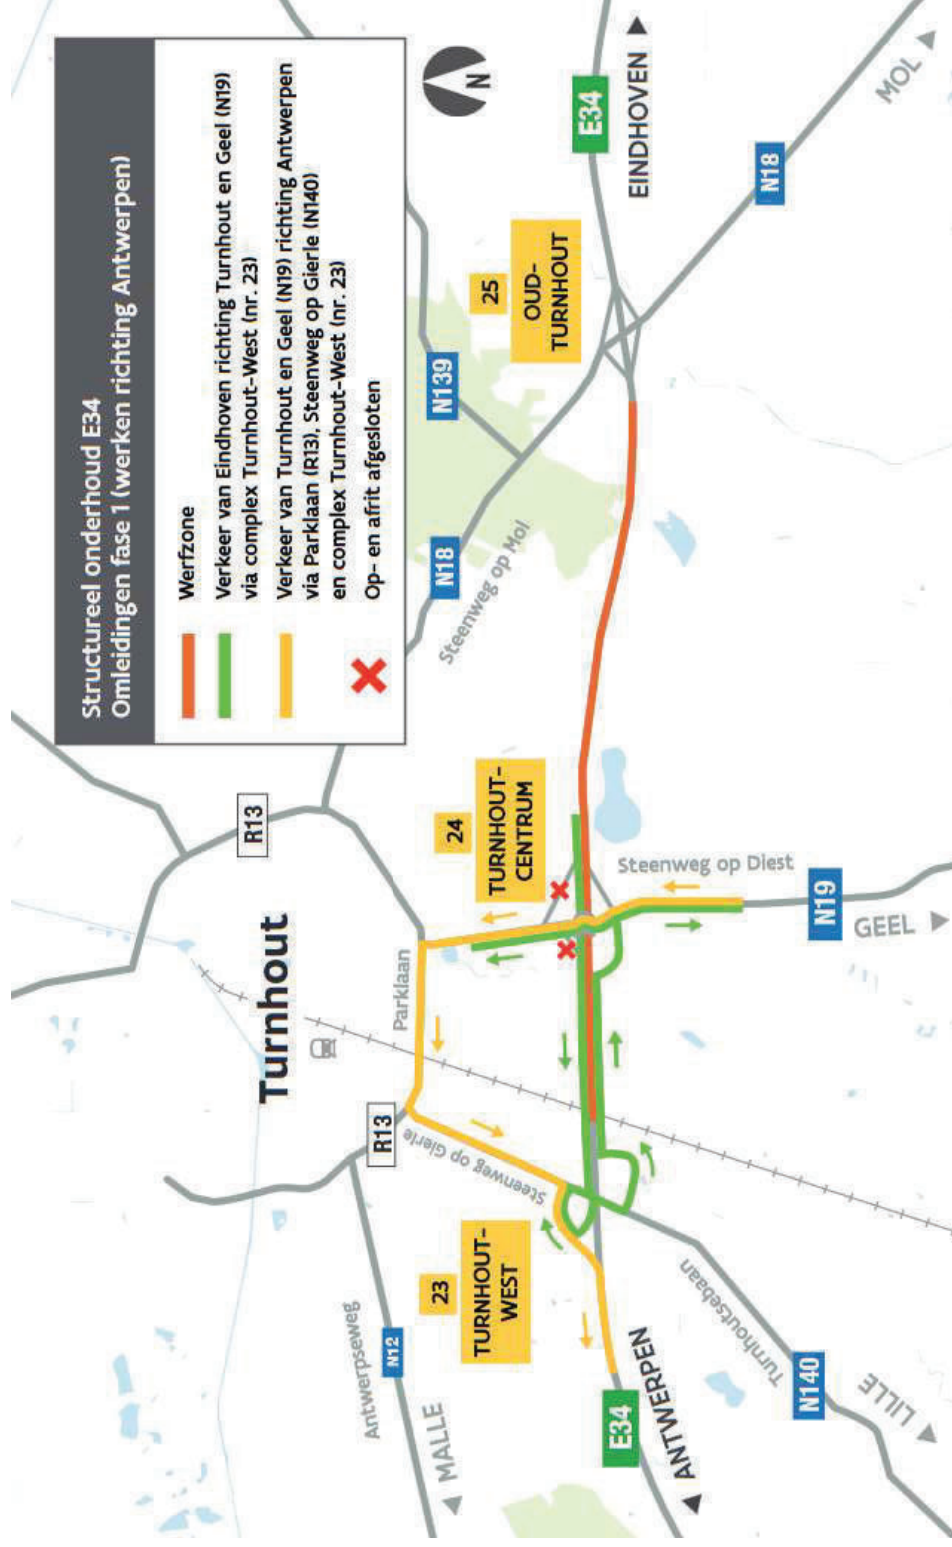 Structureel onderhoud E34
Omleidingen fase 1 (werken richting Antwerpen)
Werfzone
Verkeer van Eindhoven richting Turnhout en Geel (N19)
via complex Turnhout-West (nr. 23)
Verkeer van Turnhout en Geel (N19) richting Antwerpen
via Parklaan (R13), Steenweg op Gierle (N140)
en complex Turnhout-West (nr. 23)
Op- en afrit afgesloten
N
R13
Turnhout
R13
Parklaan
Steenweg op Gierle
Antwerpseweg
N12
MALLE
23
TURNHOUT-
WEST
24
TURNHOUT-
CENTRUM
N18
Steenweg op Mol
N139
25
OUD-
TURNHOUT
E34
EINDHOVEN
MOL
N18
Steenweg op Diest
N19
GEEL
E34
ANTWERPEN
Turnhoutsebaan
N140
LILLE